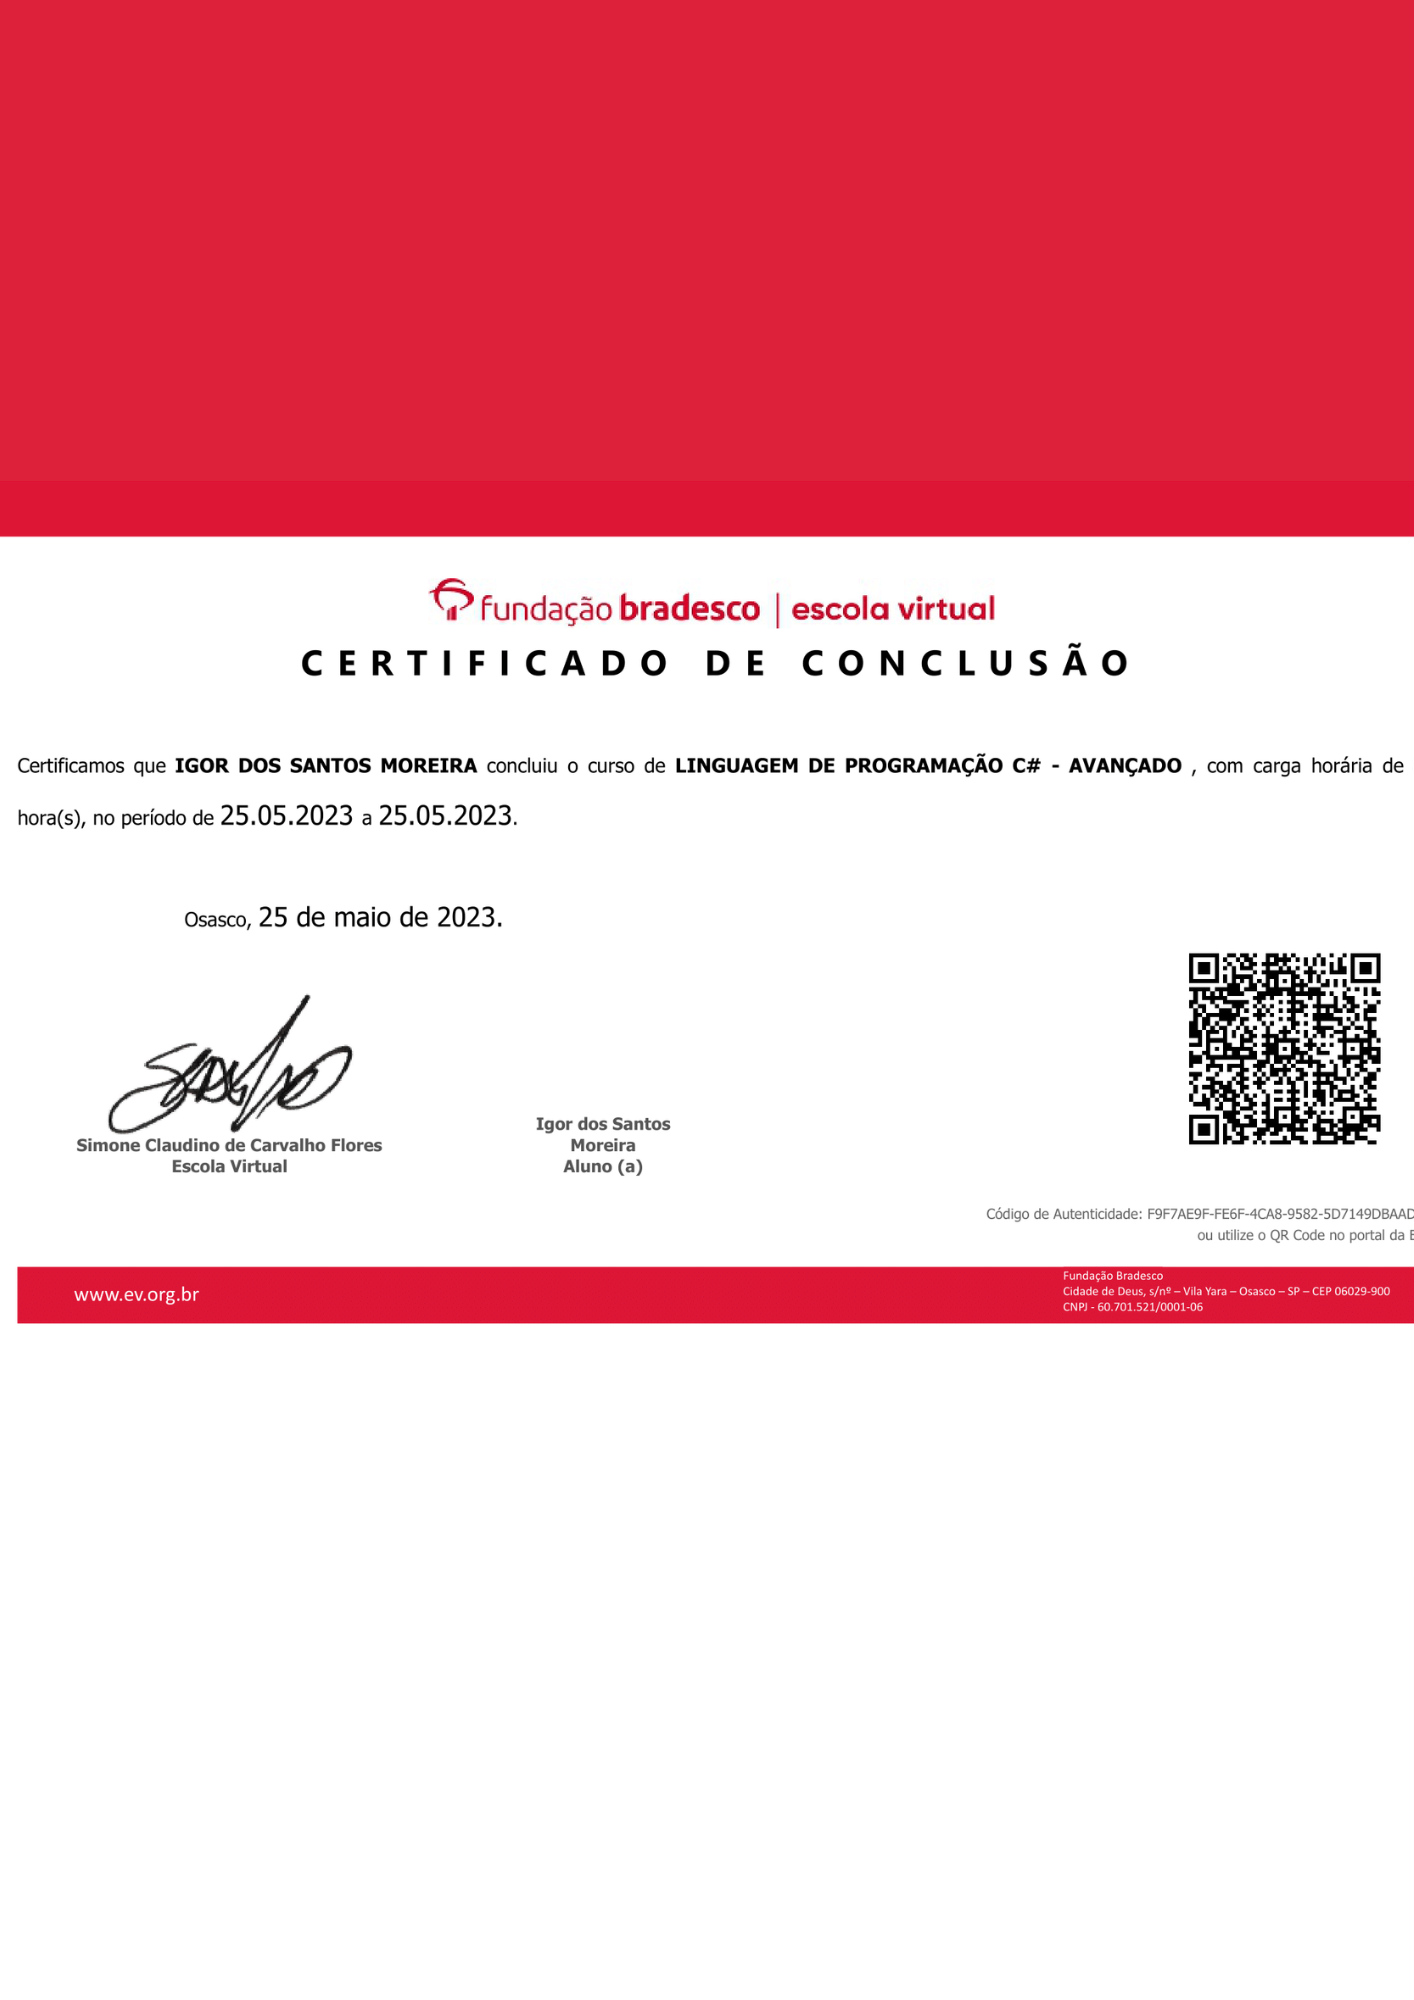 fundação bradesco | escola virtual
CERTIFICADO DE CONCLUSÃO
Certificamos que IGOR DOS SANTOS MOREIRA concluiu o curso de LINGUAGEM DE PROGRAMAÇÃO C# - AVANÇADO , com carga horária de
hora(s), no período de 25.05.2023 a 25.05.2023.
Osasco, 25 de maio de 2023.
Simone Claudino de Carvalho Flores
Escola Virtual
Igor dos Santos
Moreira
Aluno (a)
Código de Autenticidade: F9F7AE9F-FE6F-4CA8-9582-5D7149DBAAD
ou utilize o QR Code no portal da
www.ev.org.br
Fundação Bradesco
Cidade de Deus, s/nº – Vila Yara – Osasco – SP – CEP 06029-900
CNPJ - 60.701.521/0001-06